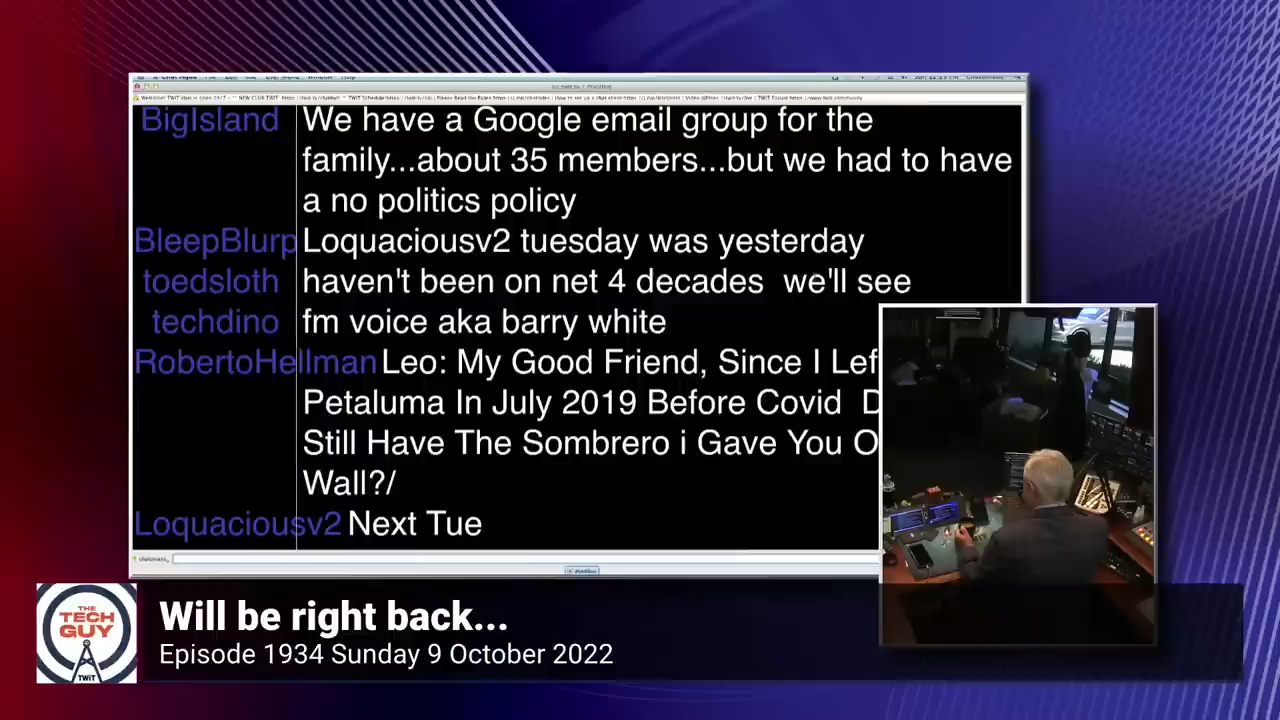 BigIsland We have a Google email group for the
family...about 35 members...but we had to have
a no politics policy
BleepBlurp Loquaciousv2 tuesday was yesterday
toedsloth haven't been on net 4 decades we'll see
techdino fm voice aka barry white
RobertoHellman Leo: My Good Friend, Since I Lef
Petaluma In July 2019 Before Covid D
Still Have The Sombrero i Gave You O
Wall?/
Loquaciousv2 Next Tue
THE
TECH
GUY
TWiT
Will be right back...
Episode 1934 Sunday 9 October 2022